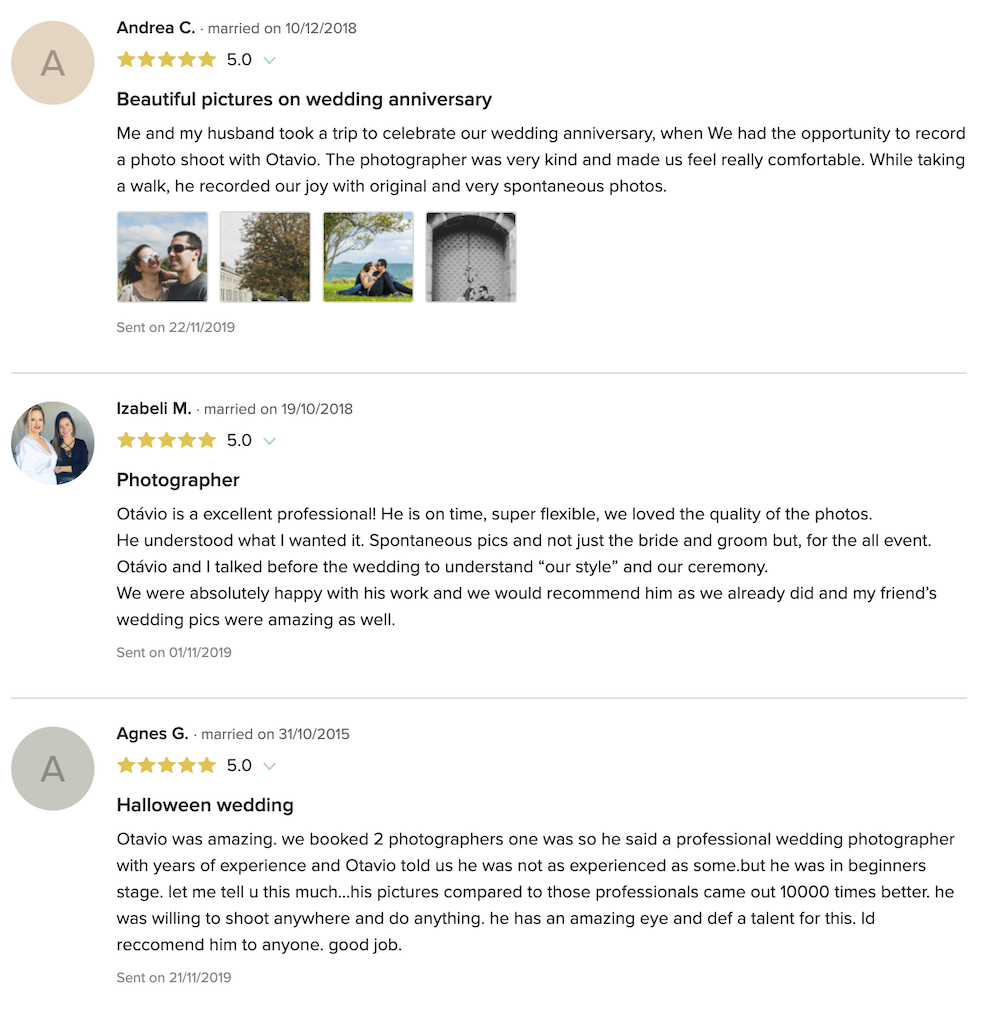 A
Andrea C. · married on 10/12/2018
5.0
Beautiful pictures on wedding anniversary
Me and my husband took a trip to celebrate our wedding anniversary, when We had the opportunity to record
a photo shoot with Otavio. The photographer was very kind and made us feel really comfortable. While taking
a walk, he recorded our joy with original and very spontaneous photos.
Sent on 22/11/2019
Izabeli M. · married on 19/10/2018
5.0
Photographer
Otávio is a excellent professional! He is on time, super flexible, we loved the quality of the photos.
He understood what I wanted it. Spontaneous pics and not just the bride and groom but, for the all event.
Otávio and I talked before the wedding to understand “our style” and our ceremony.
We were absolutely happy with his work and we would recommend him as we already did and my friend’s
wedding pics were amazing as well.
Sent on 01/11/2019
A
Agnes G. · married on 31/10/2015
5.0
Halloween wedding
Otavio was amazing. we booked 2 photographers one was so he said a professional wedding photographer
with years of experience and Otavio told us he was not as experienced as some.but he was in beginners
stage. let me tell u this much...his pictures compared to those professionals came out 10000 times better. he
was willing to shoot anywhere and do anything. he has an amazing eye and def a talent for this. Id
reccomend him to anyone. good job.
Sent on 21/11/2019